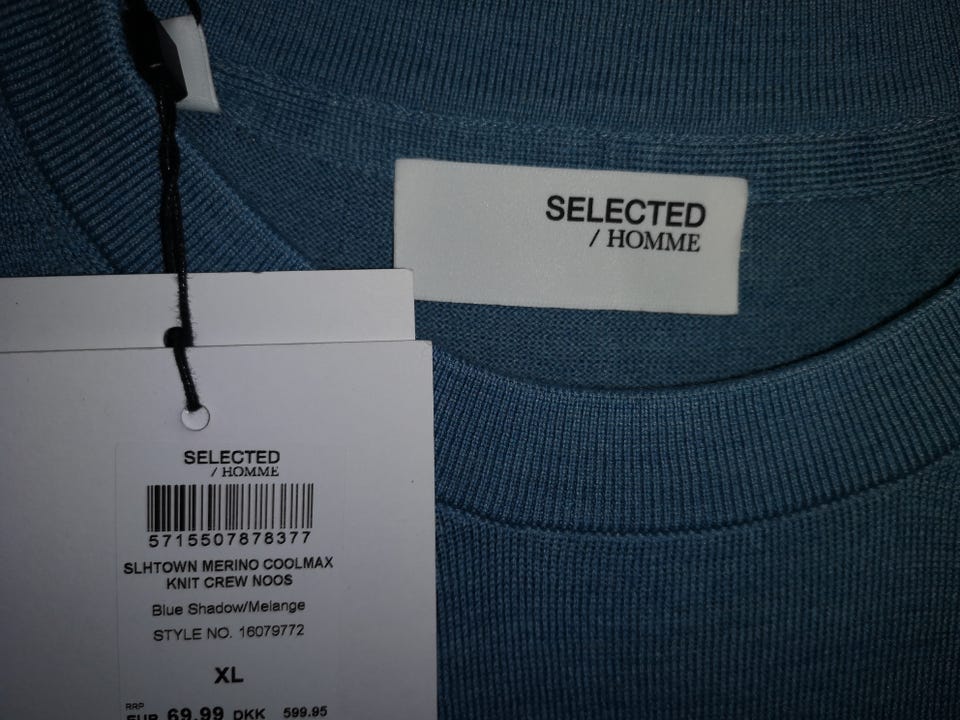 SELECTED
/ HOMME
SELECTED
/ HOMME
5715507878377
SLHTOWN MERINO COOLMAX
KNIT CREW NOOS
Blue Shadow/Melange
STYLE NO. 16079772
XL
RRP
EUR 69.99 DKK 599.95